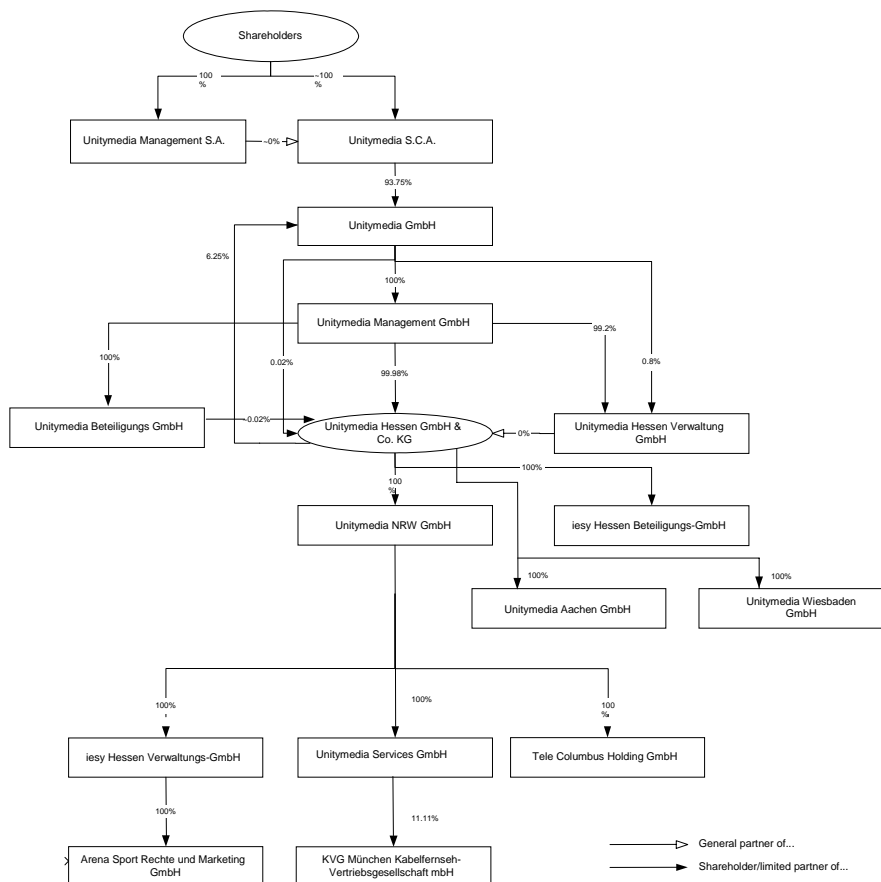 Shareholders
100
%
~100
%
Unitymedia Management S.A.
~0%
Unitymedia S.C.A.
93.75%
Unitymedia GmbH
6.25%
100%
Unitymedia Management GmbH
99.2%
100%
0.02%
0.8%
99.98%
Unitymedia Beteiligungs GmbH
~0.02%
Unitymedia Hessen GmbH &
Co. KG
0%
Unitymedia Hessen Verwaltung
GmbH
100%
100
%
Unitymedia NRW GmbH
iesy Hessen Beteiligungs-GmbH
100%
100%
Unitymedia Aachen GmbH
Unitymedia Wiesbaden
GmbH
100%
100%
100
%
iesy Hessen Verwaltungs-GmbH
Unitymedia Services GmbH
Tele Columbus Holding GmbH
100%
11.11%
Arena Sport Rechte und Marketing
GmbH
KVG München Kabelfernseh-
Vertriebsgesellschaft mbH
General partner of...
Shareholder/limited partner of...